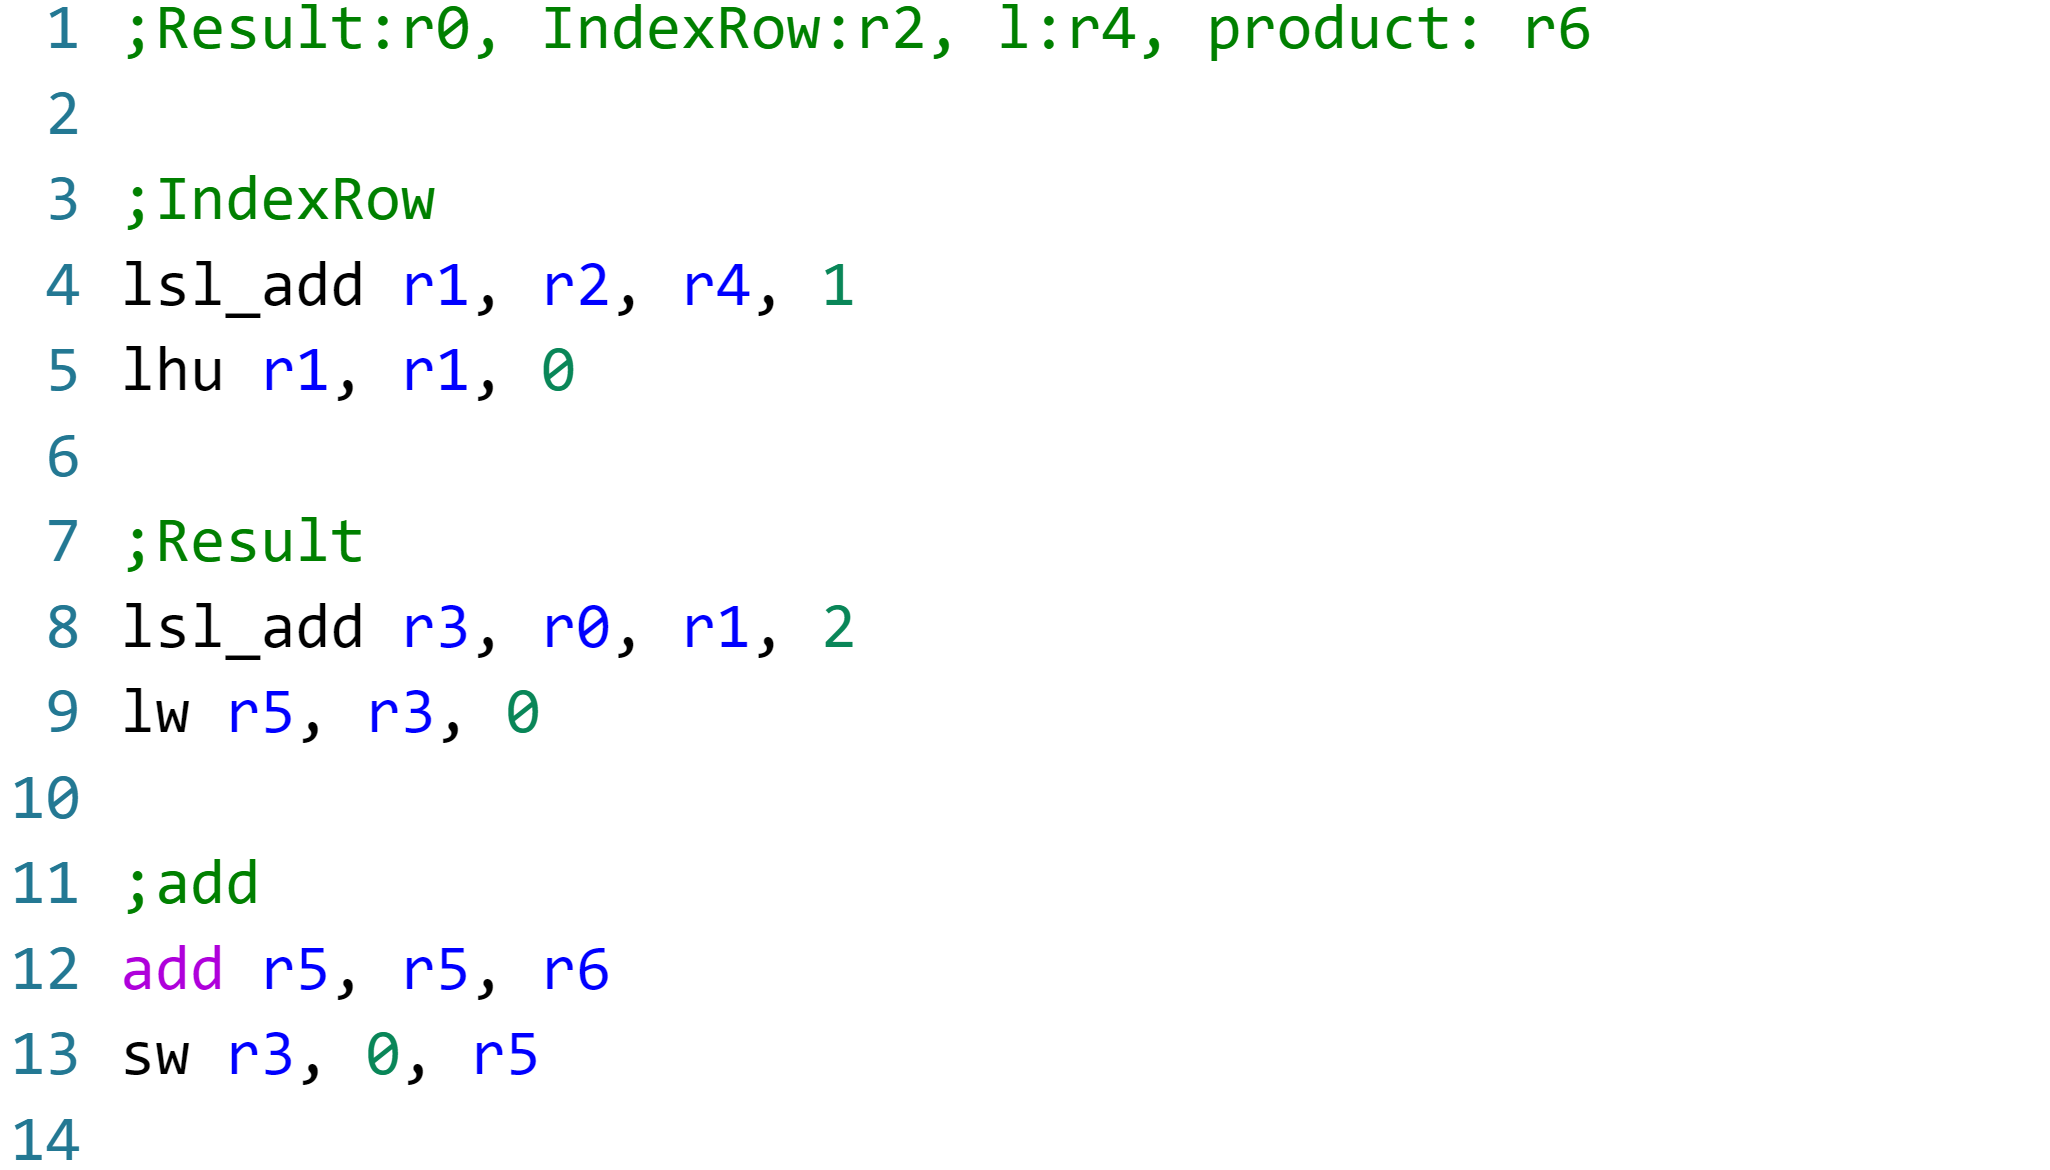 1 ;Result:r0, IndexRow:r2, l:r4, product: r6
2
3 ;IndexRow
4 lsl_add r1, r2, r4, 1
5 lhu r1, r1, 0
6
7 ;Result
8 lsl_add r3, r0, r1, 2
9 lw r5, r3, 0
10
11 ;add
12 add r5, r5, r6
13 sw r3, 0, r5
14